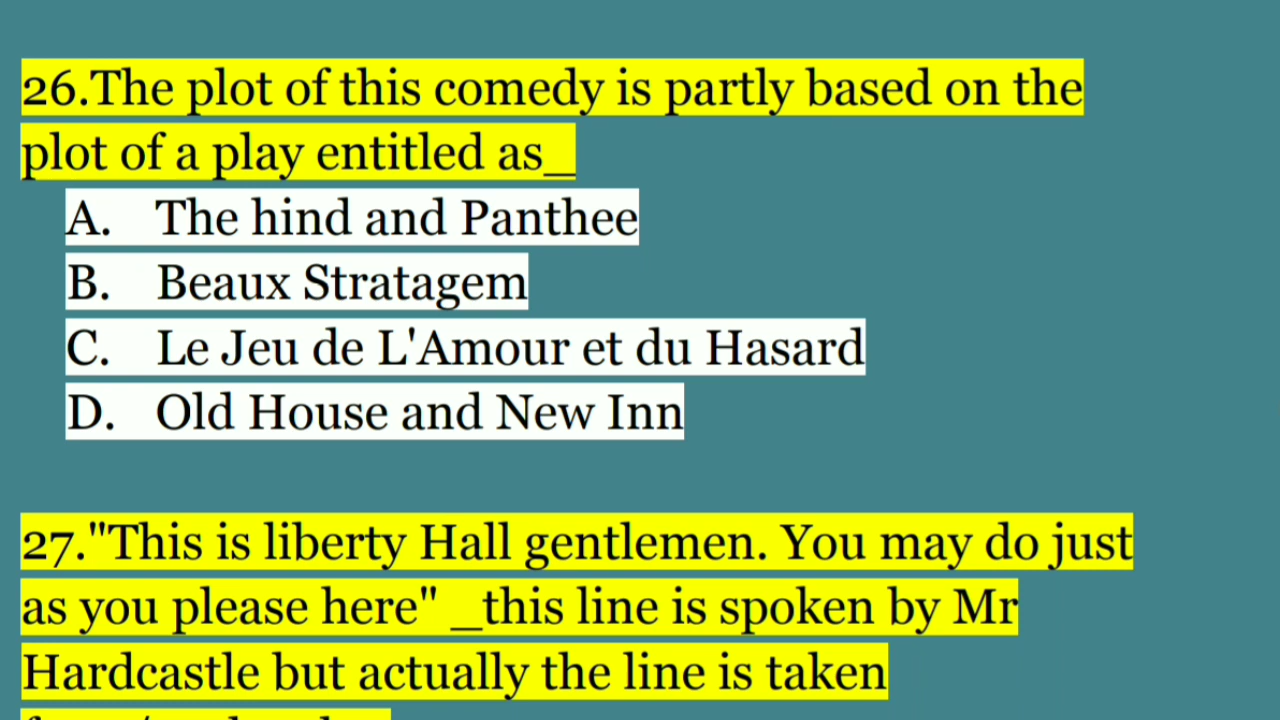 26.The plot of this comedy is partly based on the
plot of a play entitled as_
A. The hind and Panthee
B. Beaux Stratagem
C. Le Jeu de L'Amour et du Hasard
D. Old House and New Inn
27."This is liberty Hall gentlemen. You may do just
as you please here" _this line is spoken by Mr
Hardcastle but actually the line is taken